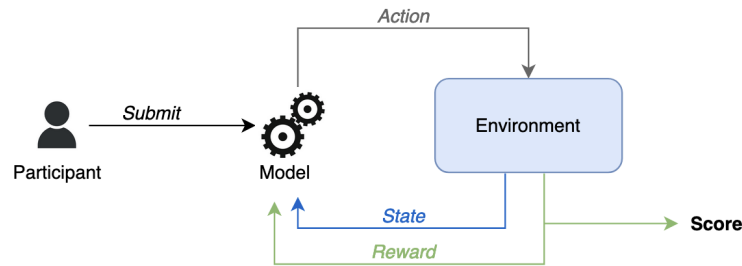 Action
Submit
Environment
Participant
Model
State
Score
Reward